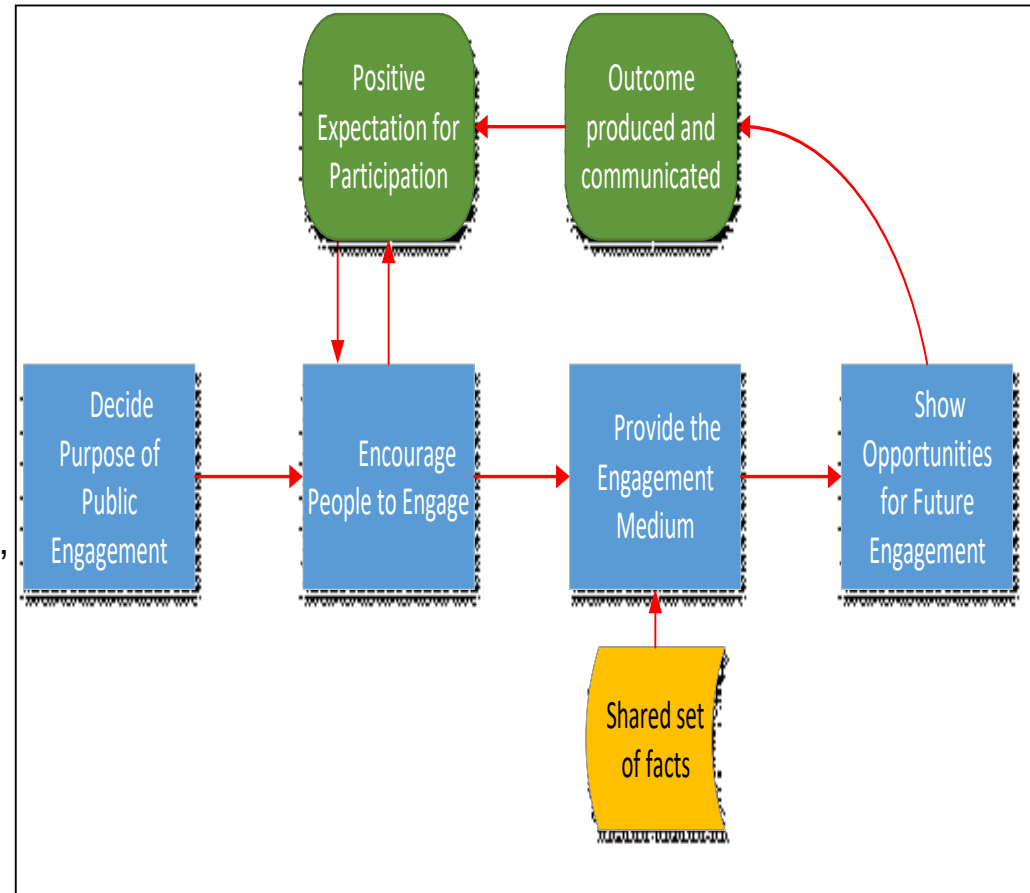 Positive
Expectation for
Participation
Outcome
produced and
communicated
Decide
Purpose of
Public
Engagement
Encourage
People to Engage
Provide the
Engagement
Medium
Show
Opportunities
for Future
Engagement
,
Shared set
of facts